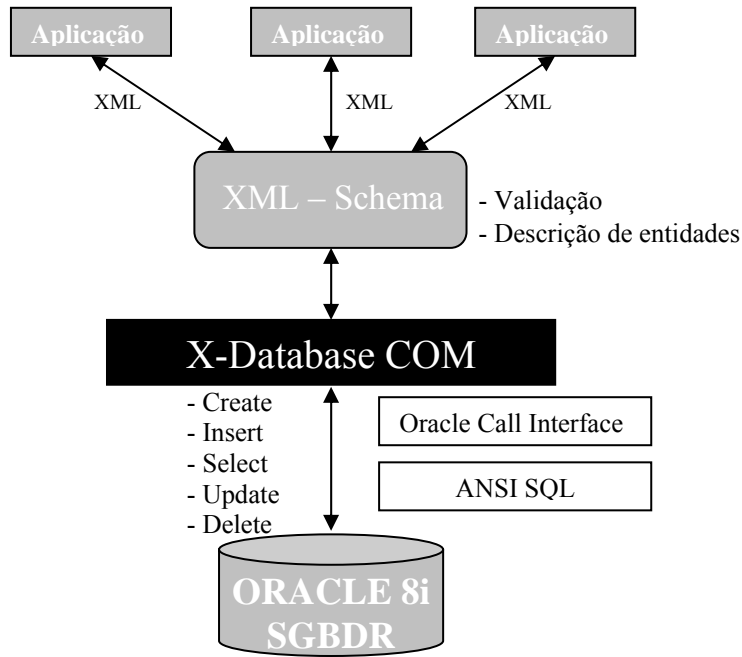 Aplicação
Aplicação
Aplicação
XML
XML
XML
XML – Schema
- Validação
- Descrição de entidades
X-Database COM
- Create
- Insert
- Select
- Update
- Delete
Oracle Call Interface
ANSI SQL
ORACLE 8i
SGBDR